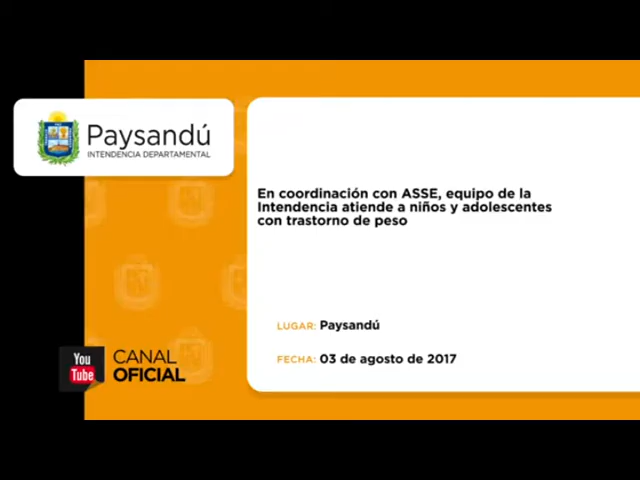 Paysandú
INTENDENCIA DEPARTAMENTAL
En coordinación con ASSE, equipo de la
Intendencia atiende a niños y adolescentes
con trastorno de peso
LUGAR: Paysandú
FECHA: 03 de agosto de 2017
You
Tube
CANAL
OFICIAL